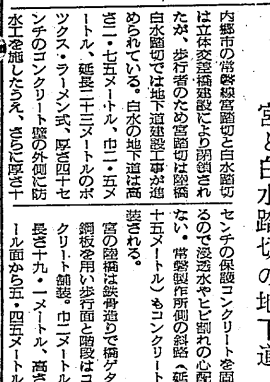 宮と白水踏切の地下道
内郷市の常磐線宮踏切と白水踏切
は立体交差橋建設により閉鎖され
たが、歩行者のため宮踏切は陸橋
白水踏切では地下道建設工事が進
められている。白水の地下道は高
さ二・七五メートル、巾二・五メ
ートル、延長二十三メートルのボ
ックス・ラーメン式、厚さ四十セ
ンチのコンクリート壁の外側に防
水工を施したうえ、さらに厚さ十
センチの保護コンクリートを
るので浸透水やヒビ割れの心配
ない。常磐製作所側の斜路（延
十五メートル）もコンクリート
装される。
宮の陸橋は鉄骨造りで橋ゲタ
鋼板を用い歩行面と階段はコ
クリート舗装。巾二メートル
長さ十九・一メートル、高さ
ール面から五・四五メートル